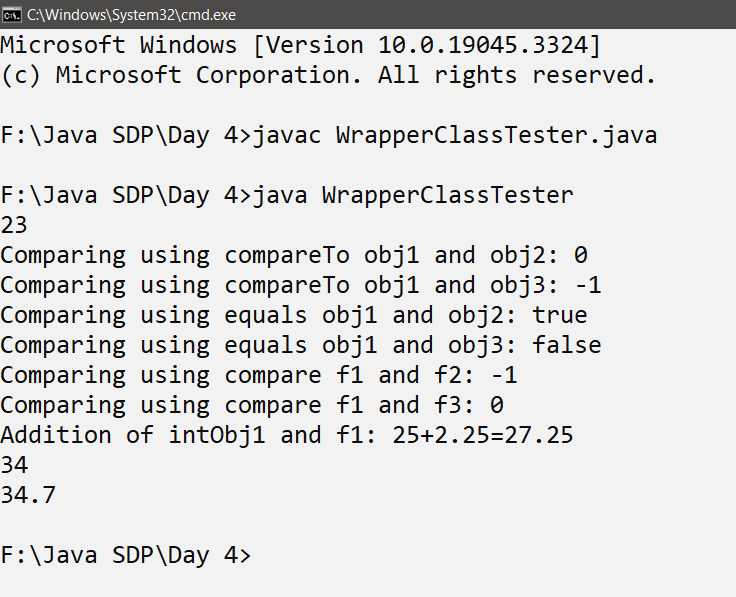 C:\Windows\System32\cmd.exe
Microsoft Windows [Version 10.0.19045.3324]
(c) Microsoft Corporation. All rights reserved.
F:\Java SDP\Day 4>javac WrapperClassTester.java
F:\Java SDP\Day 4>java WrapperClassTester
23
Comparing using compareTo obj1 and obj2: 0
Comparing using compareTo obj1 and obj3: -1
Comparing using equals obj1 and obj2: true
Comparing using equals obj1 and obj3: false
Comparing using compare f1 and f2: -1
Comparing using compare f1 and f3: 0
Addition of intObj1 and f1: 25+2.25=27.25
34
34.7
F:\Java SDP\Day 4>